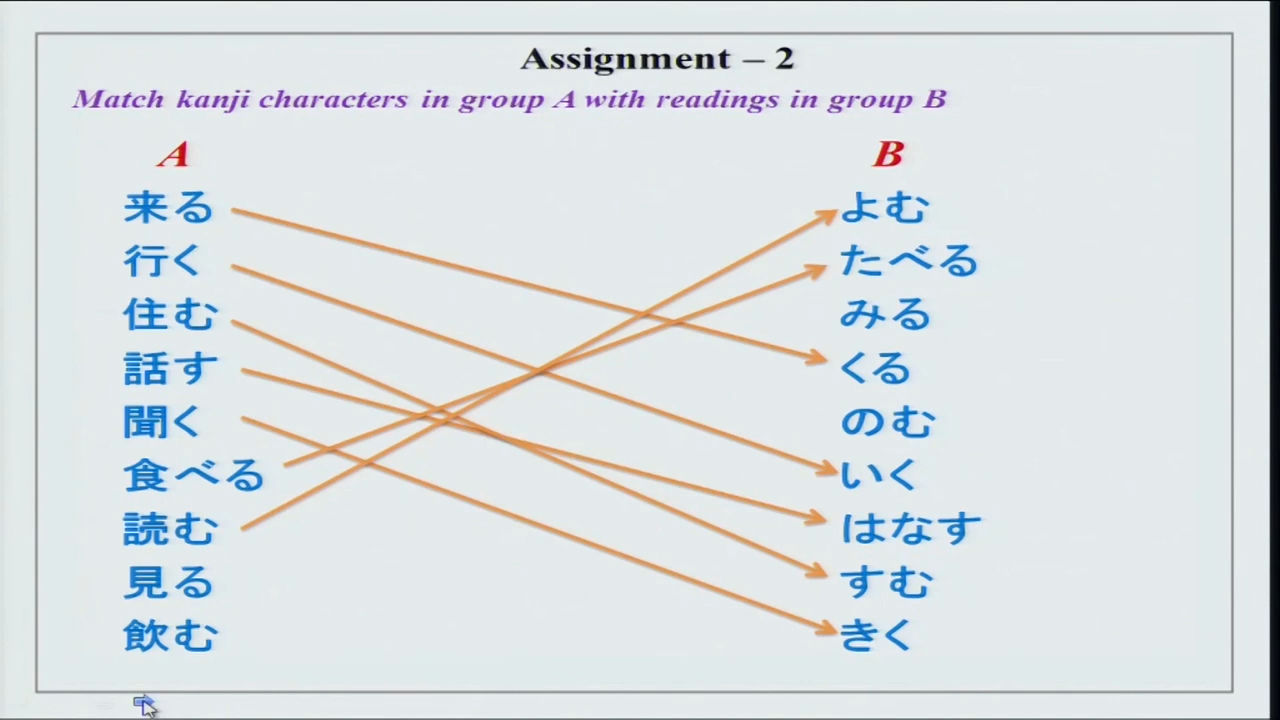 Assignment – 2
Match kanji characters in group A with readings in group B
A B
来る よむ
行く たべる
住む みる
話す くる
聞く のむ
食べる いく
読む はなす
見る すむ
飲む きく